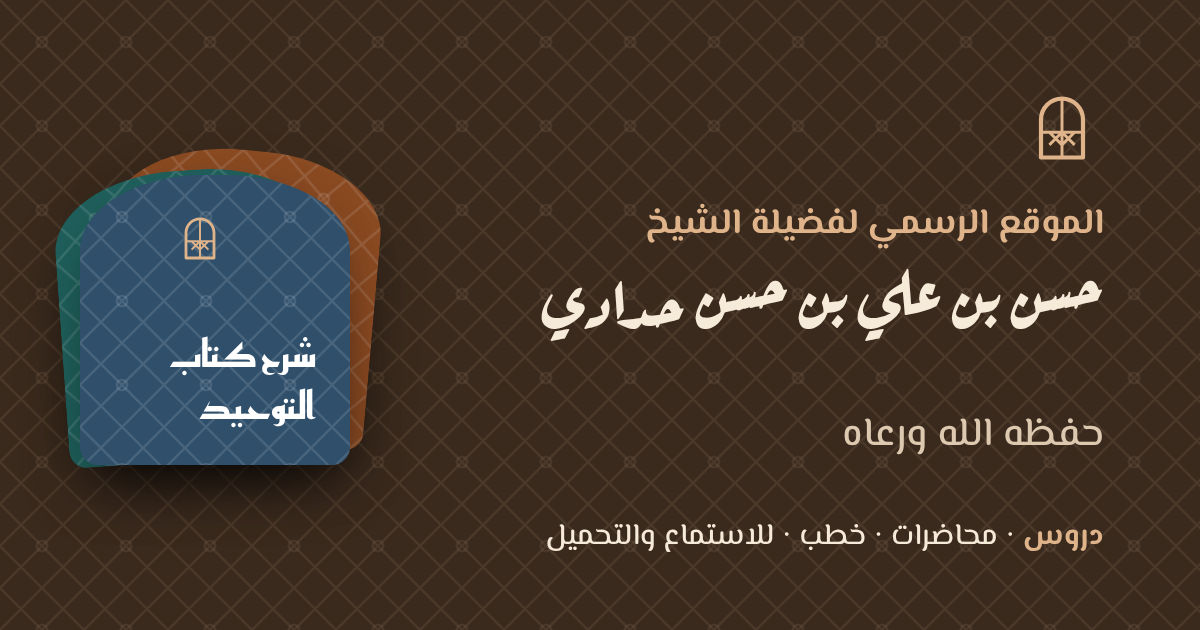 الموقع الرسمي لفضيلة الشيخ
حسن بن علي بن حسن حدادي
حفظه الله ورعاه
دروس · محاضرات · خطب · للاستماع والتحميل
شرح كتاب
التوحيد